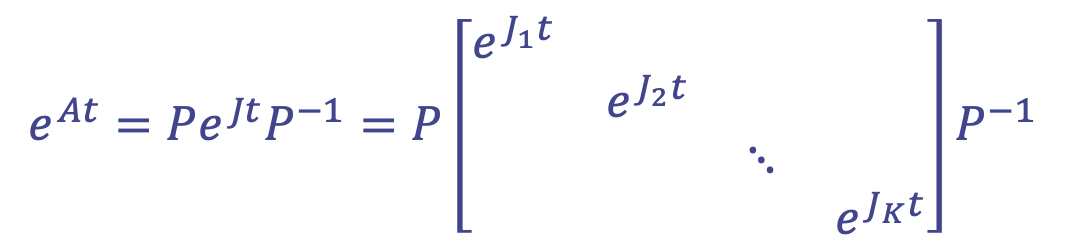 e^{At} = Pe^{Jt}P^{-1} = P [ e^{J_1 t} e^{J_2 t} ⋱ e^{J_K t} ] P^{-1}